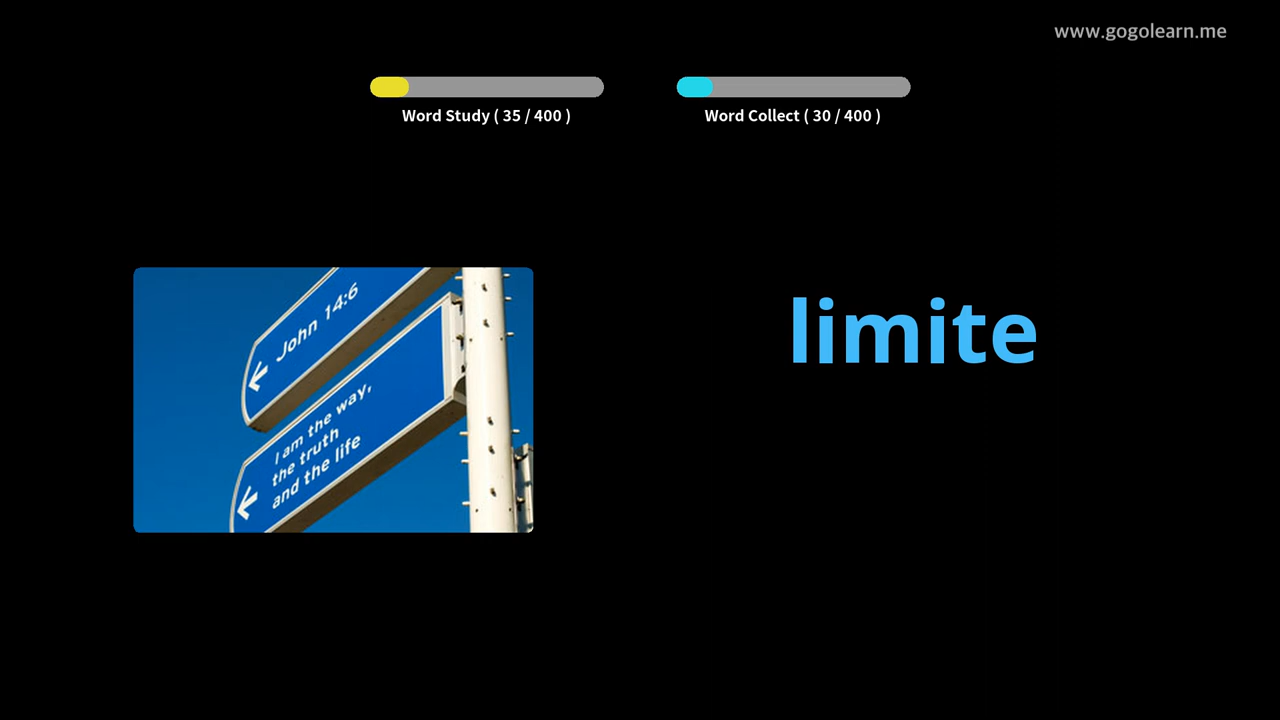 www.gogolearn.me
Word Study ( 35 / 400 )
Word Collect ( 30 / 400 )
John 14:6
I am the way,
the truth
and the life
limite